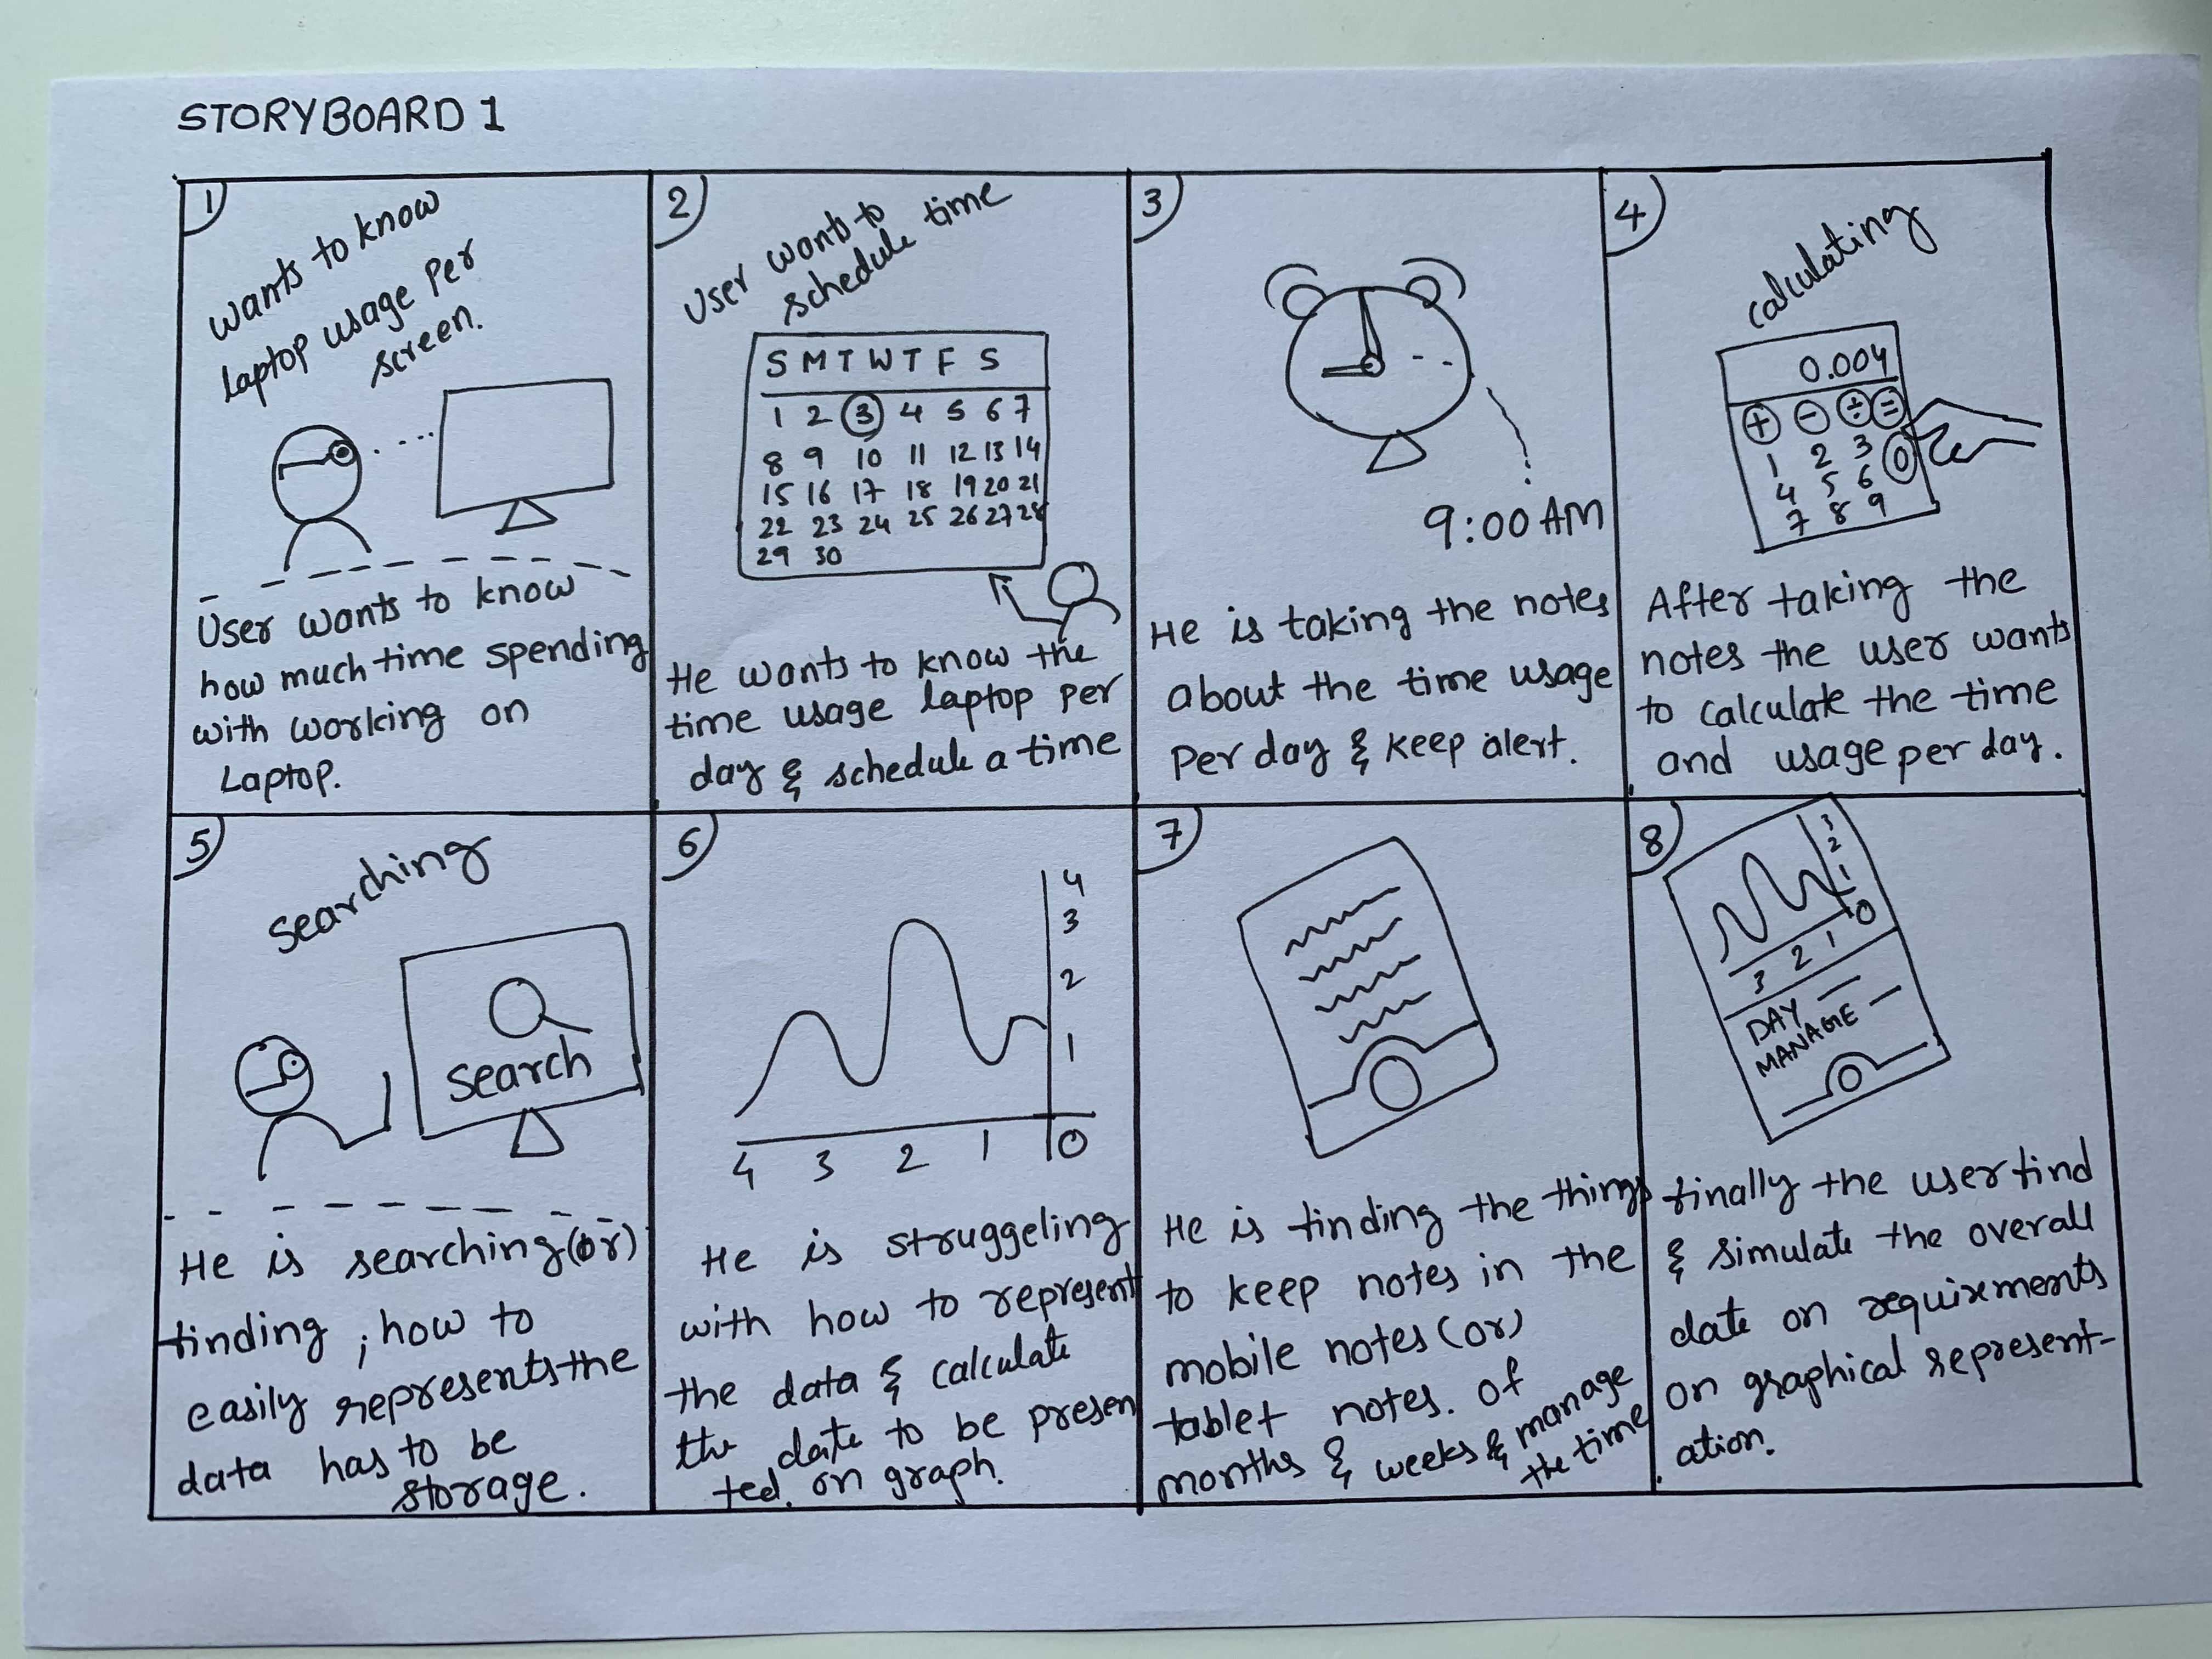 STORYBOARD 1
1
wants to know
Laptop usage per
screen.
User wants to know
how much time spending
with working on
Laptop.
2
User wants to
schedule time
S M T W T F S
1 2 3 4 5 6 7
8 9 10 11 12 13 14
15 16 17 18 19 20 21
22 23 24 25 26 27 28
29 30
He wants to know the
time usage laptop per
day & schedule a time
3
9:00 AM
He is taking the notes
about the time usage
Per day & keep alert.
4
calculating
0.004
+ - ÷ =
1 2 3
4 5 6 0
7 8 9
After taking the
notes the user wants
to calculate the time
and usage per day.
5
searching
search
He is searching (or)
finding ; how to
easily represents the
data has to be
storage.
6
4
3
2
1
4 3 2 1 0
He is struggeling
with how to represent
the data & calculate
the date to be presen
ted. on graph.
7
He is finding the things
to keep notes in the
mobile notes (or)
tablet notes. of
months & weeks & manage
the time
8
3
2
1
0
3 2 1
DAY
MANAGE
finally the user find
& simulate the overall
date on requirements
on graphical represent-
ation.